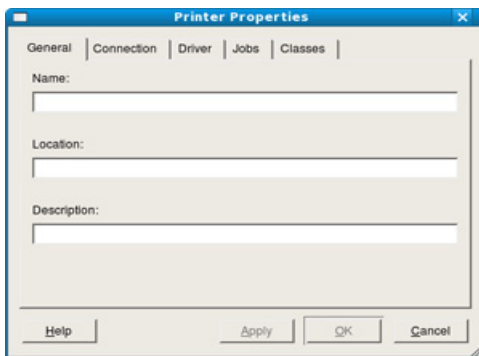 Printer Properties
General Connection Driver Jobs Classes
Name:
Location:
Description:
Help Apply OK Cancel